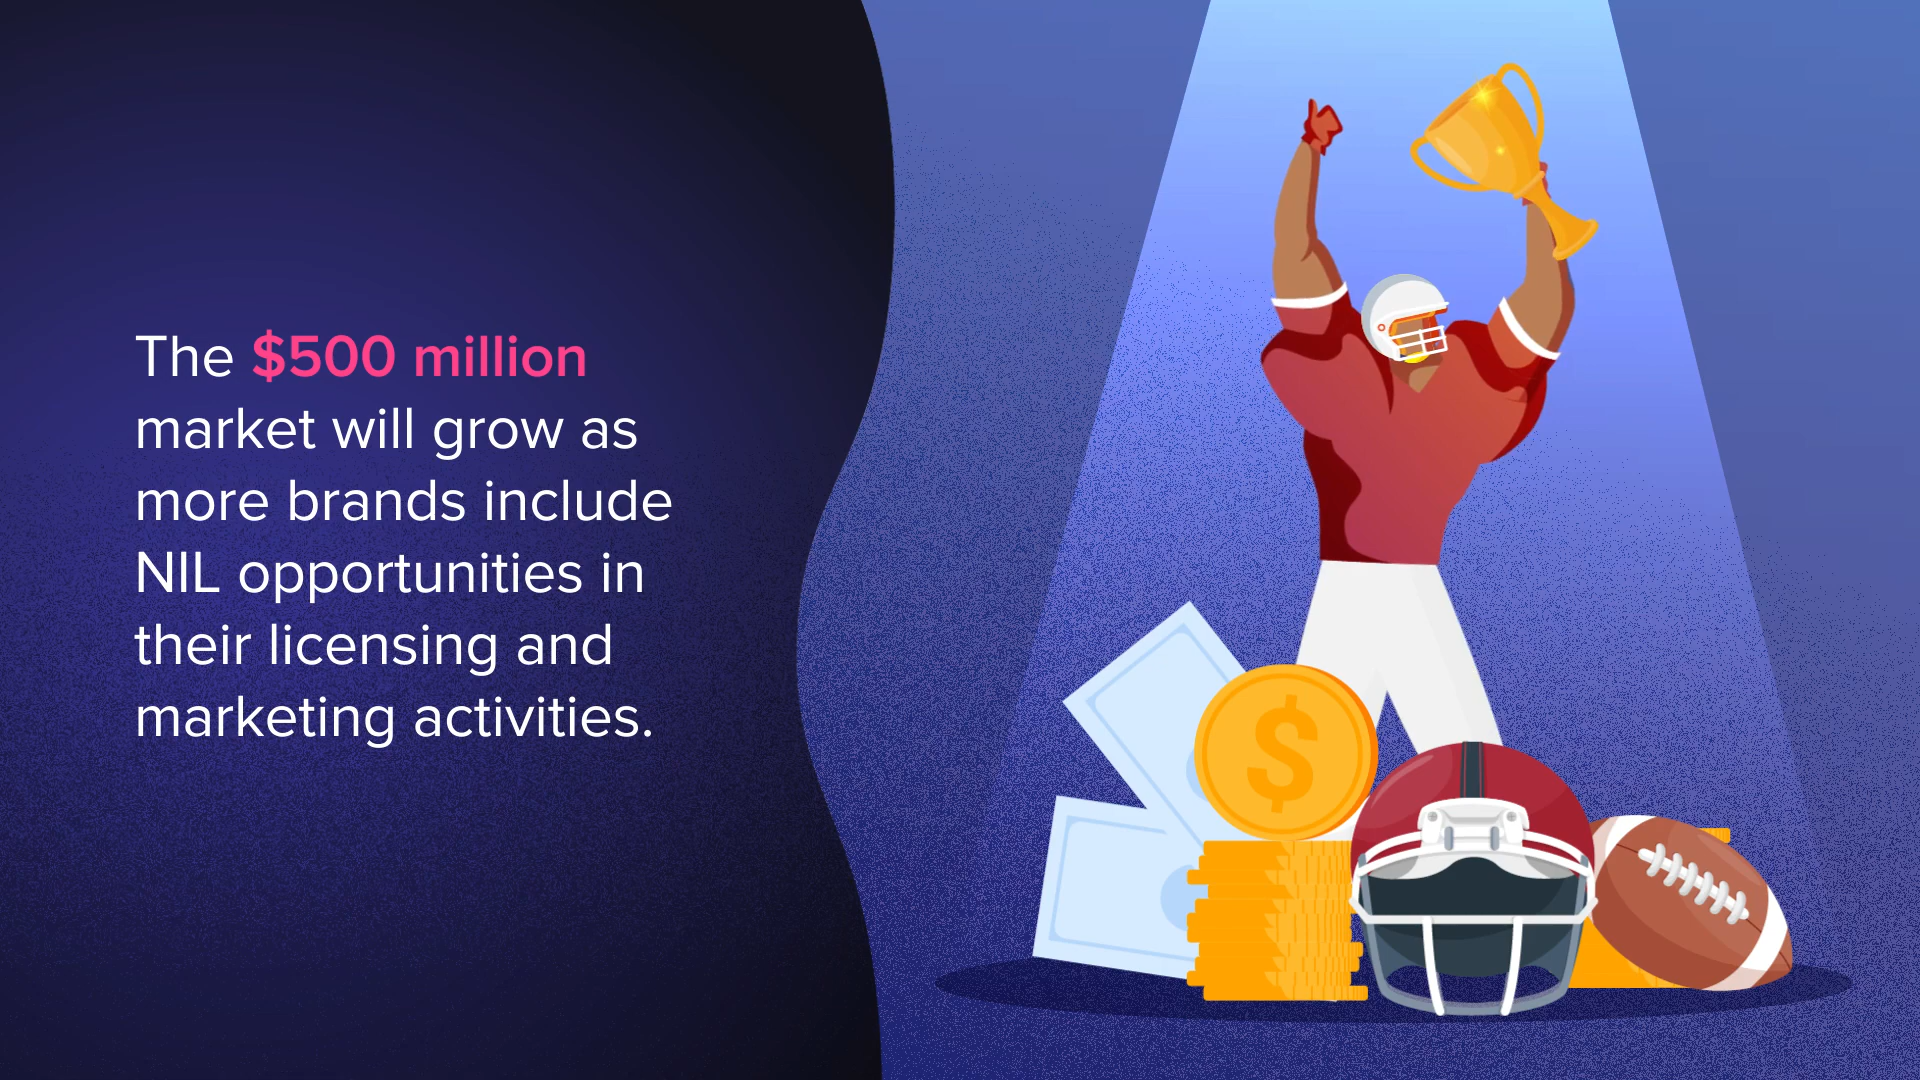 The $500 million
market will grow as
more brands include
NIL opportunities in
their licensing and
marketing activities.
$